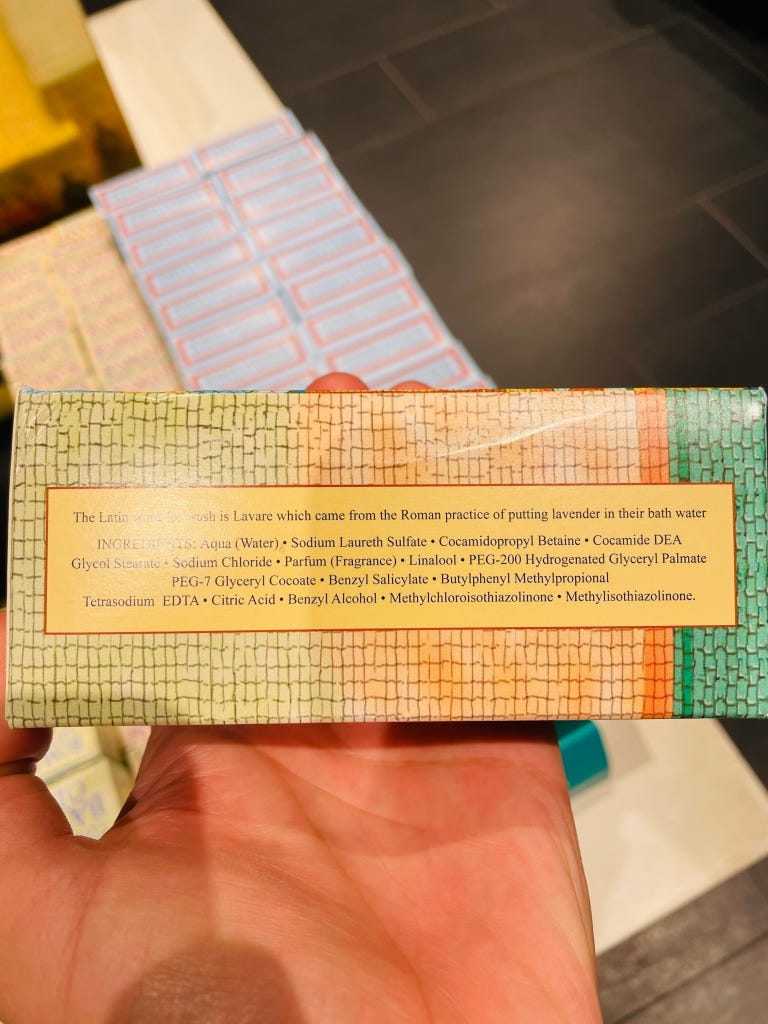 The Latin word for wash is Lavare which came from the Roman practice of putting lavender in their bath water
INGREDIENTS: Aqua (Water) • Sodium Laureth Sulfate • Cocamidopropyl Betaine • Cocamide DEA
Glycol Stearate • Sodium Chloride • Parfum (Fragrance) • Linalool • PEG-200 Hydrogenated Glyceryl Palmate
PEG-7 Glyceryl Cocoate • Benzyl Salicylate • Butylphenyl Methylpropional
Tetrasodium EDTA • Citric Acid • Benzyl Alcohol • Methylchloroisothiazolinone • Methylisothiazolinone.